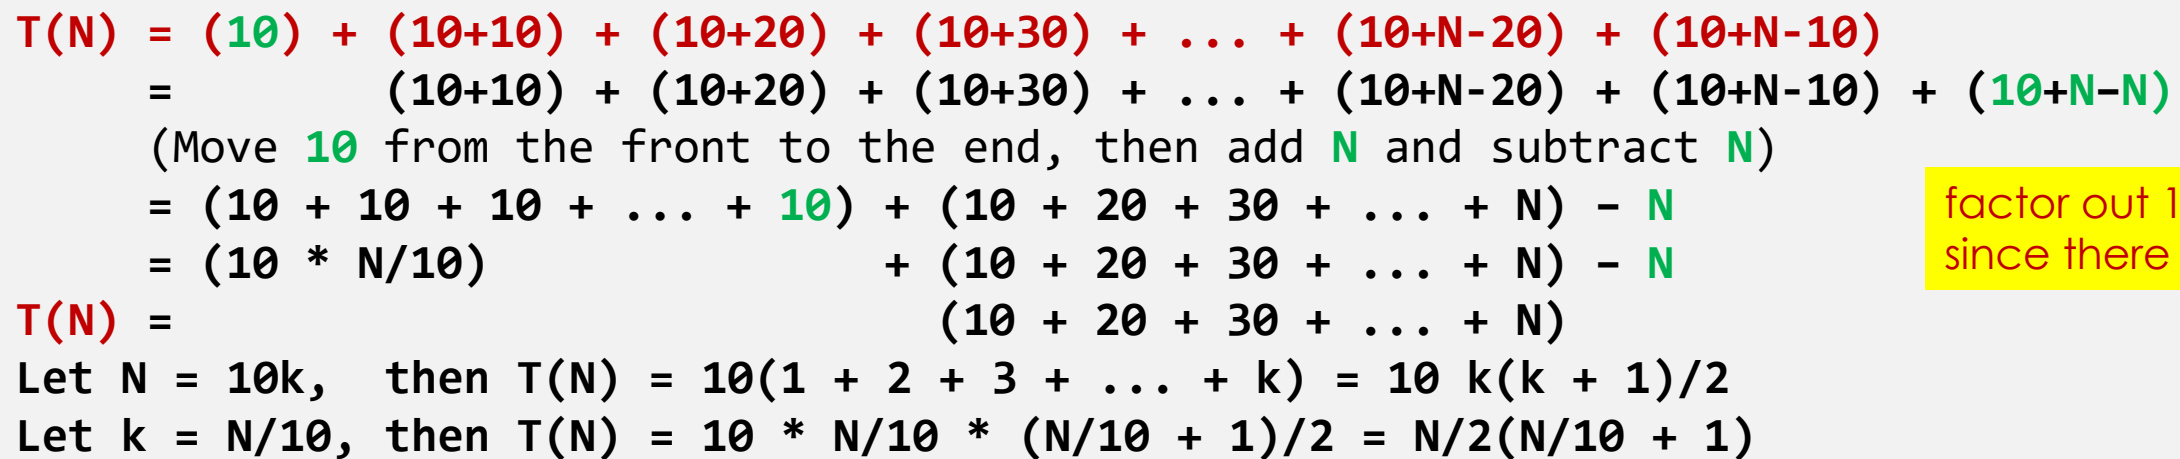 T(N) = (10) + (10+10) + (10+20) + (10+30) + ... + (10+N-20) + (10+N-10)
= (10+10) + (10+20) + (10+30) + ... + (10+N-20) + (10+N-10) + (10+N−N)
(Move 10 from the front to the end, then add N and subtract N)
= (10 + 10 + 10 + ... + 10) + (10 + 20 + 30 + ... + N) − N
= (10 * N/10) + (10 + 20 + 30 + ... + N) − N
T(N) = (10 + 20 + 30 + ... + N)
Let N = 10k, then T(N) = 10(1 + 2 + 3 + ... + k) = 10 k(k + 1)/2
Let k = N/10, then T(N) = 10 * N/10 * (N/10 + 1)/2 = N/2(N/10 + 1)
factor out
since there